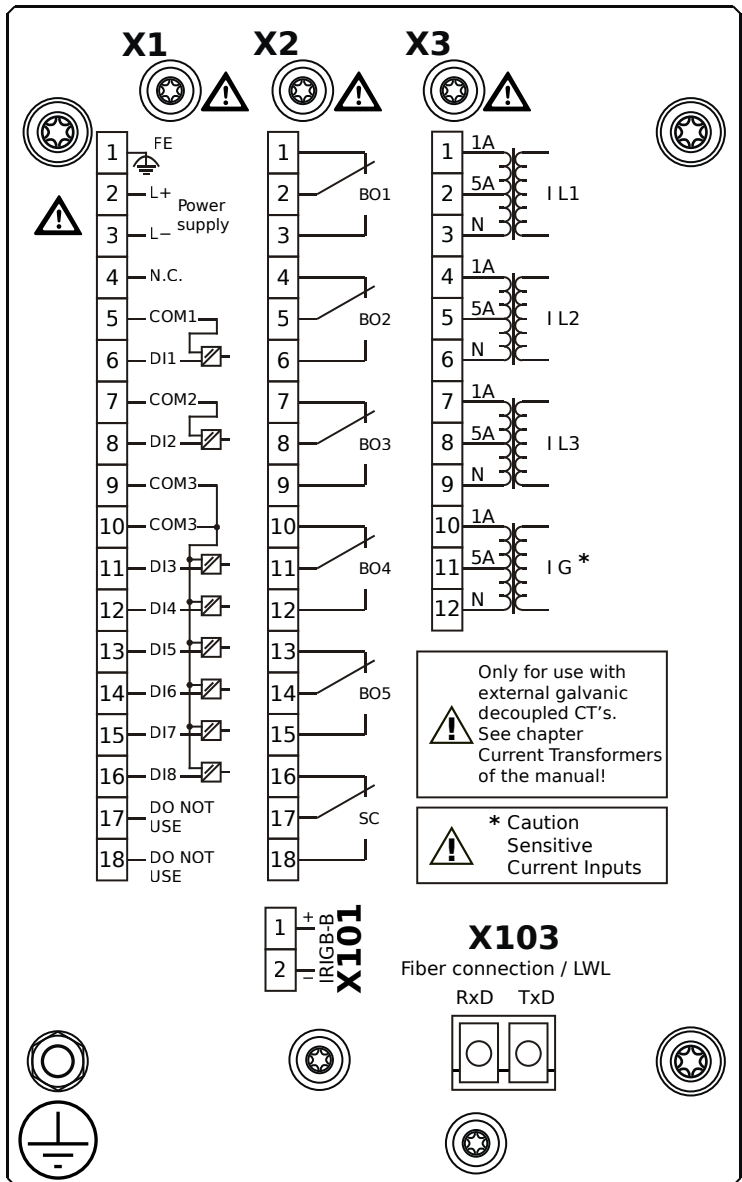 X1 X2 X3
1 FE
2 L+
Power
supply
3 L−
4 N.C.
5 COM1
6 DI1
7 COM2
8 DI2
9 COM3
10 COM3
11 DI3
12 DI4
13 DI5
14 DI6
15 DI7
16 DI8
17 DO NOT
USE
18 DO NOT
USE
1
2 BO1
3
4
5 BO2
6
7
8 BO3
9
10
11 BO4
12
13
14 BO5
15
16
17 SC
18
1 1A
2 5A I L1
3 N
4 1A
5 5A I L2
6 N
7 1A
8 5A I L3
9 N
10 1A
11 5A I G *
12 N
Only for use with
external galvanic
decoupled CT's.
See chapter
Current Transformers
of the manual!
* Caution
Sensitive
Current Inputs
1 +
2 −
IRIGB-B
X101
X103
Fiber connection / LWL
RxD TxD